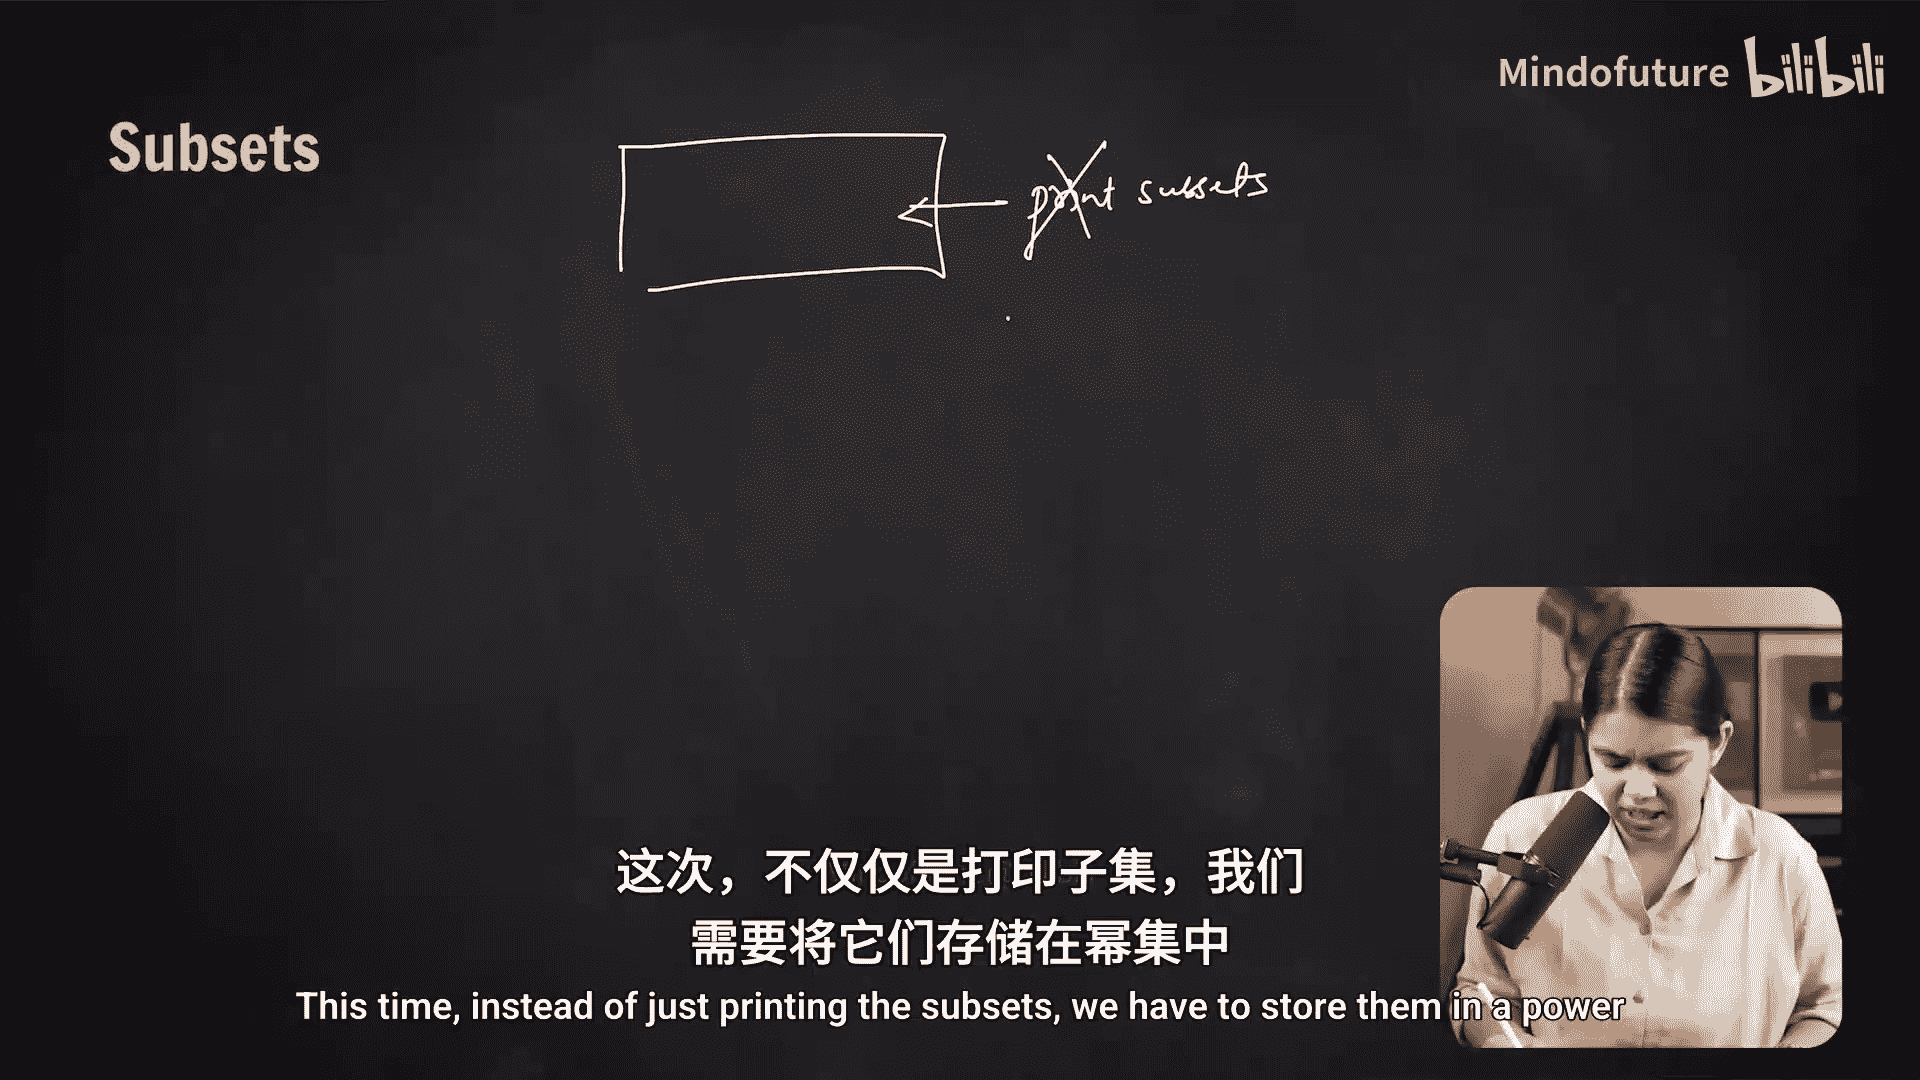 Mindofuture bilibili
Subsets
print subsets
这次，不仅仅是打印子集，我们
需要将它们存储在幂集中
This time, instead of just printing the subsets, we have to store them in a power